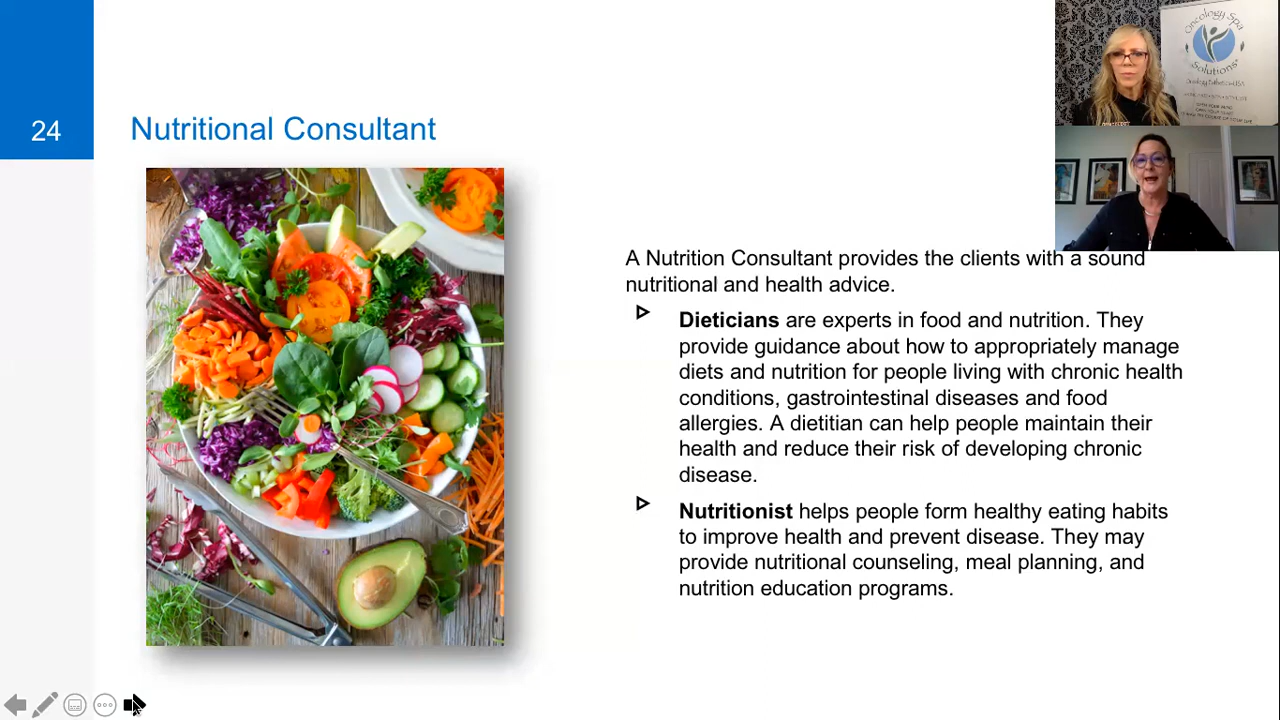 24
Nutritional Consultant
A Nutrition Consultant provides the clients with a sound
nutritional and health advice.
Dieticians are experts in food and nutrition. They
provide guidance about how to appropriately manage
diets and nutrition for people living with chronic health
conditions, gastrointestinal diseases and food
allergies. A dietitian can help people maintain their
health and reduce their risk of developing chronic
disease.
Nutritionist helps people form healthy eating habits
to improve health and prevent disease. They may
provide nutritional counseling, meal planning, and
nutrition education programs.
Oncology Spa
Solutions